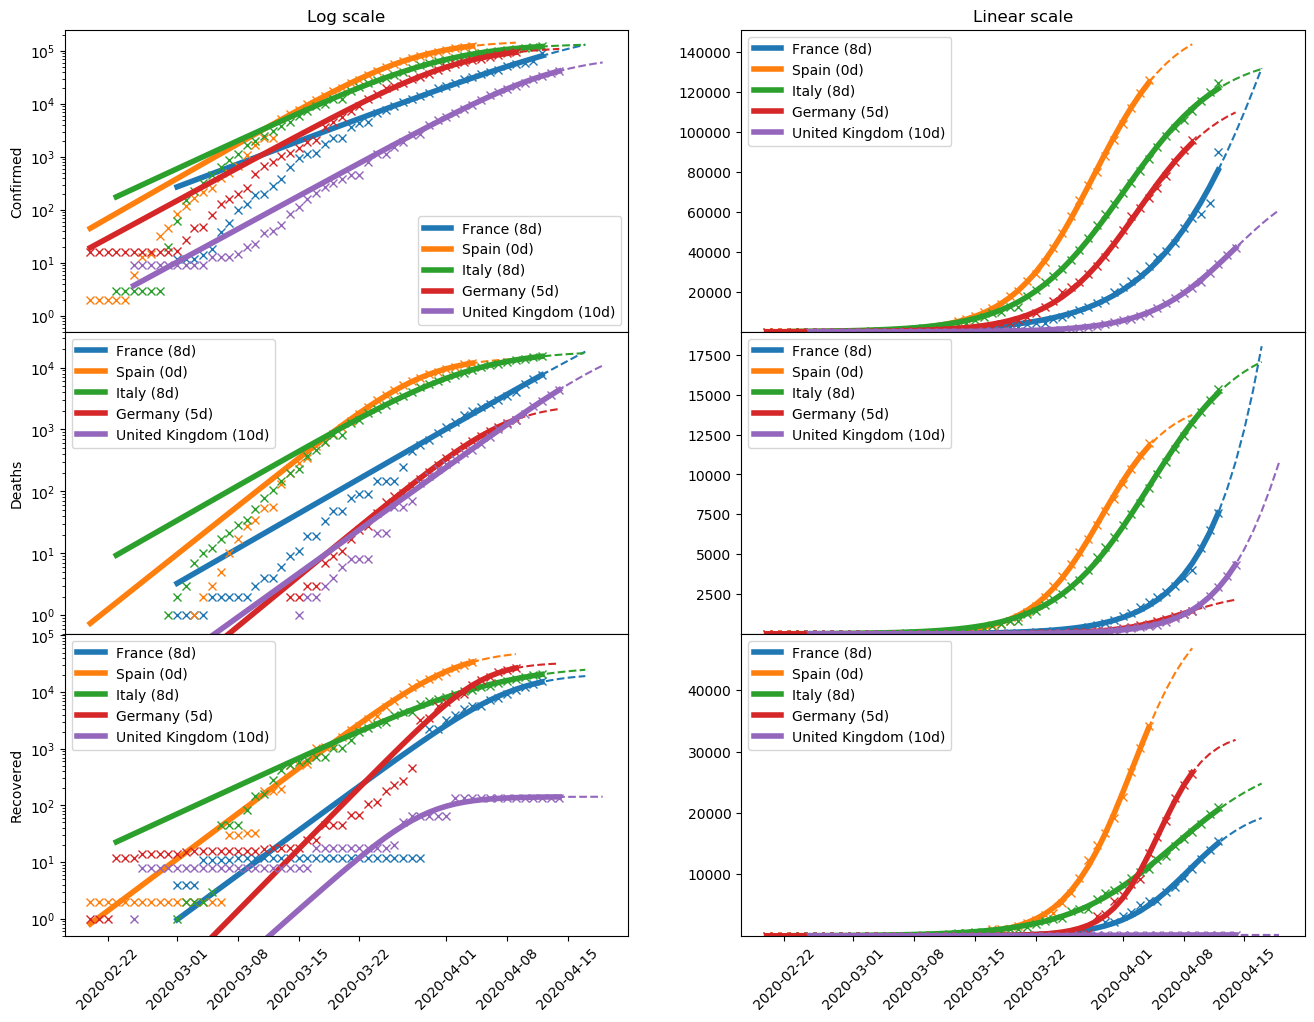 Log scale
Linear scale
Confirmed
10^5
10^4
10^3
10^2
10^1
10^0
France (8d)
Spain (0d)
Italy (8d)
Germany (5d)
United Kingdom (10d)
140000
120000
100000
80000
60000
40000
20000
France (8d)
Spain (0d)
Italy (8d)
Germany (5d)
United Kingdom (10d)
Deaths
10^4
10^3
10^2
10^1
10^0
France (8d)
Spain (0d)
Italy (8d)
Germany (5d)
United Kingdom (10d)
17500
15000
12500
10000
7500
5000
2500
France (8d)
Spain (0d)
Italy (8d)
Germany (5d)
United Kingdom (10d)
Recovered
10^5
10^4
10^3
10^2
10^1
10^0
France (8d)
Spain (0d)
Italy (8d)
Germany (5d)
United Kingdom (10d)
40000
30000
20000
10000
France (8d)
Spain (0d)
Italy (8d)
Germany (5d)
United Kingdom (10d)
2020-02-22
2020-03-01
2020-03-08
2020-03-15
2020-03-22
2020-04-01
2020-04-08
2020-04-15
2020-02-22
2020-03-01
2020-03-08
2020-03-15
2020-03-22
2020-04-01
2020-04-08
2020-04-15